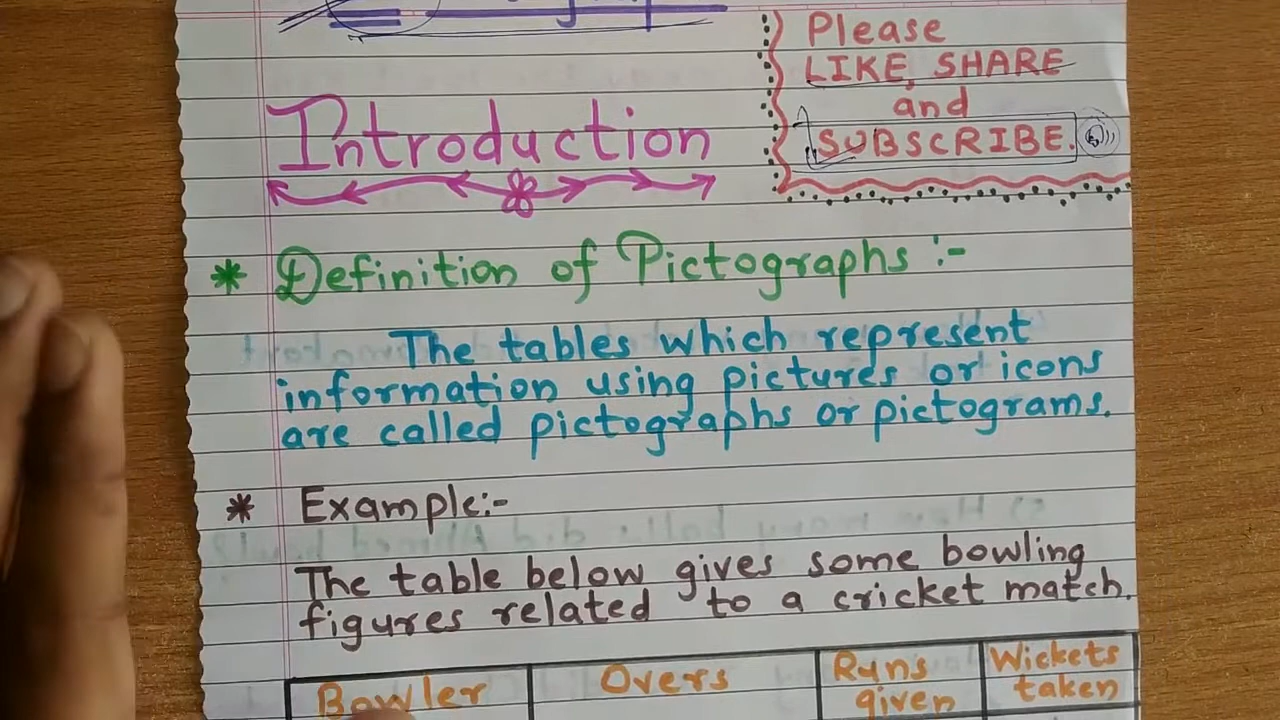 Please
LIKE, SHARE
and
SUBSCRIBE.
Introduction
* Definition of Pictographs :-
The tables which represent
information using pictures or icons
are called pictographs or pictograms.
* Example:-
The table below gives some bowling
figures related to a cricket match.
Bowler Overs Runs given Wickets taken